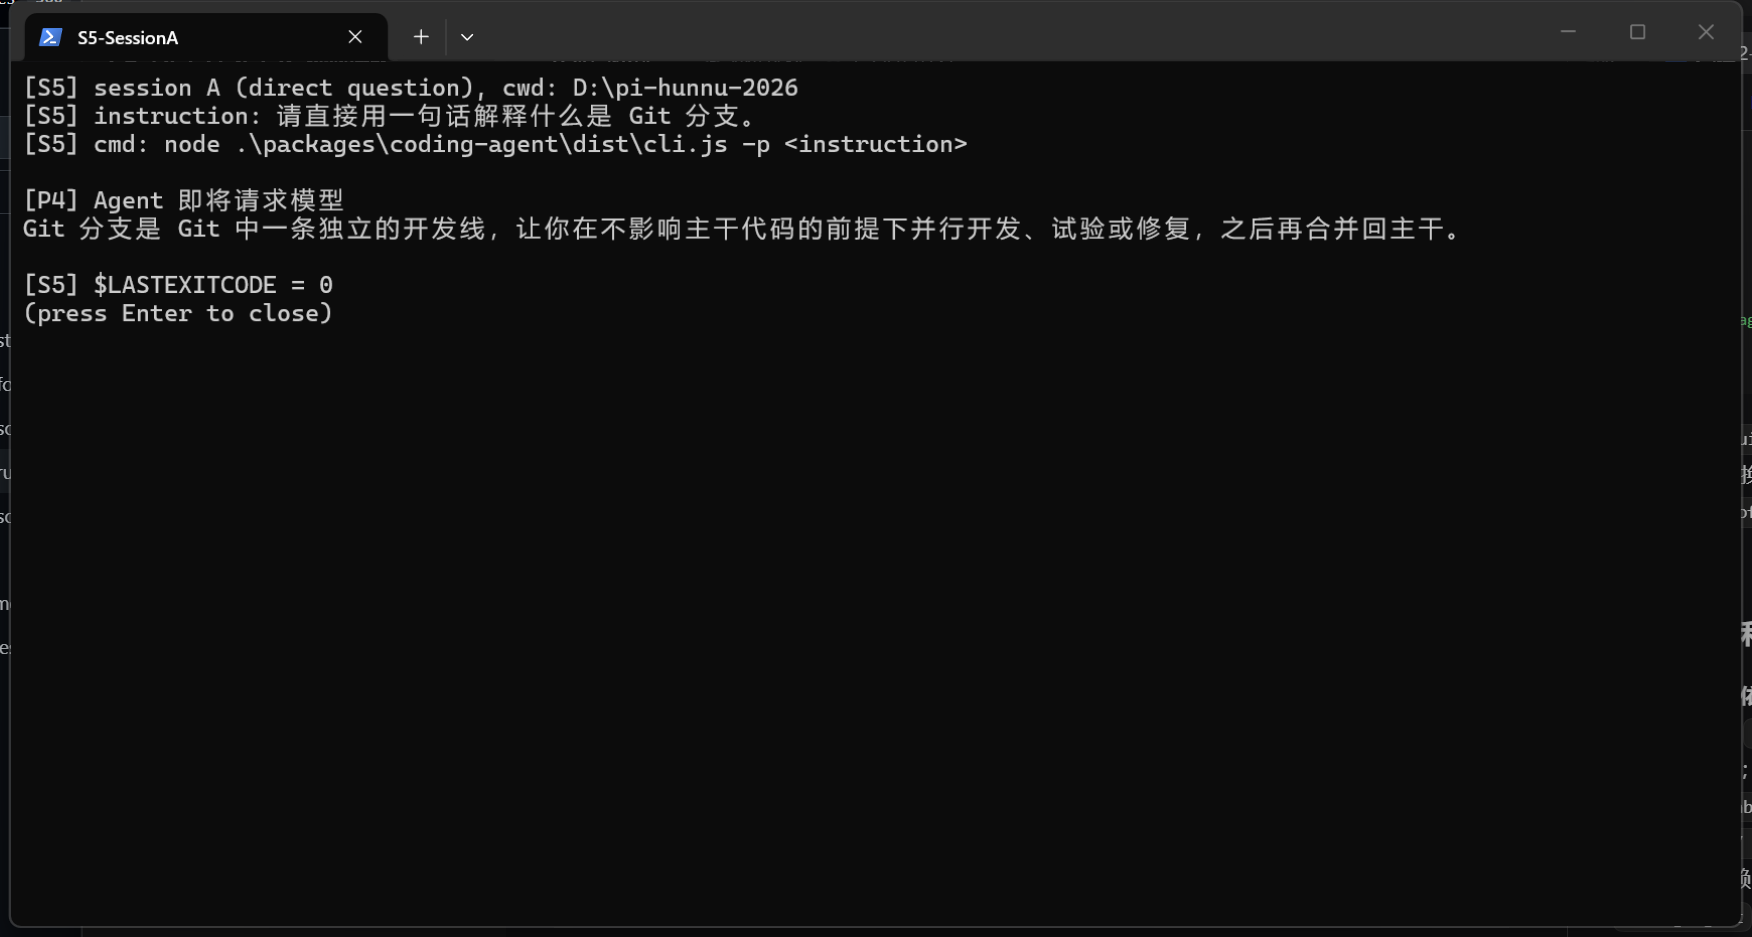 S5-SessionA
[S5] session A (direct question), cwd: D:\pi-hunnu-2026
[S5] instruction: 请直接用一句话解释什么是 Git 分支。
[S5] cmd: node .\packages\coding-agent\dist\cli.js -p <instruction>
[P4] Agent 即将请求模型
Git 分支是 Git 中一条独立的开发线，让你在不影响主干代码的前提下并行开发、试验或修复，之后再合并回主干。
[S5] $LASTEXITCODE = 0
(press Enter to close)